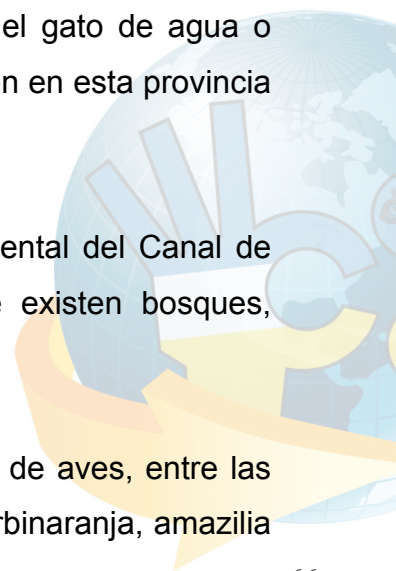 el gato de agua o
n en esta provincia
ental del Canal de
existen bosques,
de aves, entre las
rbinaranja, amazilia